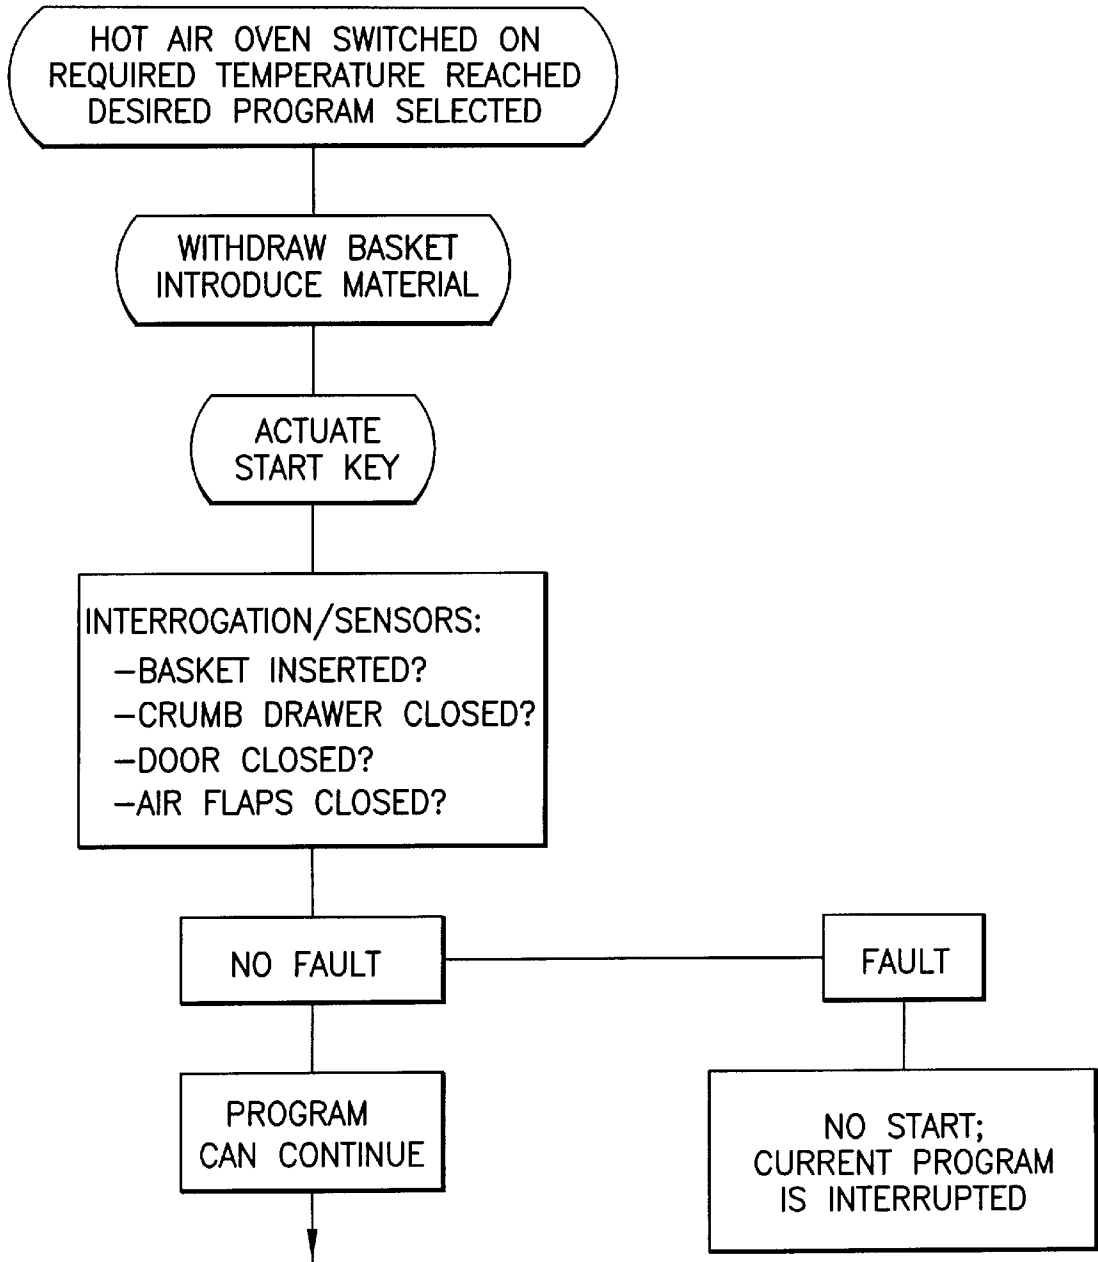 HOT AIR OVEN SWITCHED ON
REQUIRED TEMPERATURE REACHED
DESIRED PROGRAM SELECTED
WITHDRAW BASKET
INTRODUCE MATERIAL
ACTUATE
START KEY
INTERROGATION/SENSORS:
-BASKET INSERTED?
-CRUMB DRAWER CLOSED?
-DOOR CLOSED?
-AIR FLAPS CLOSED?
NO FAULT
FAULT
PROGRAM
CAN CONTINUE
NO START;
CURRENT PROGRAM
IS INTERRUPTED